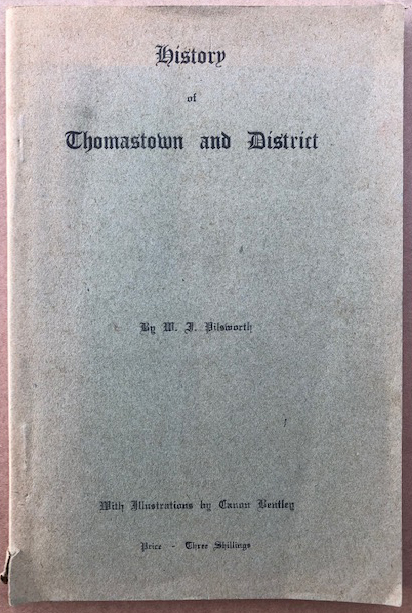 History
of
Thomastown and District
By W. J. Pilsworth
With Illustrations by Canon Bentley
Price - Three Shillings